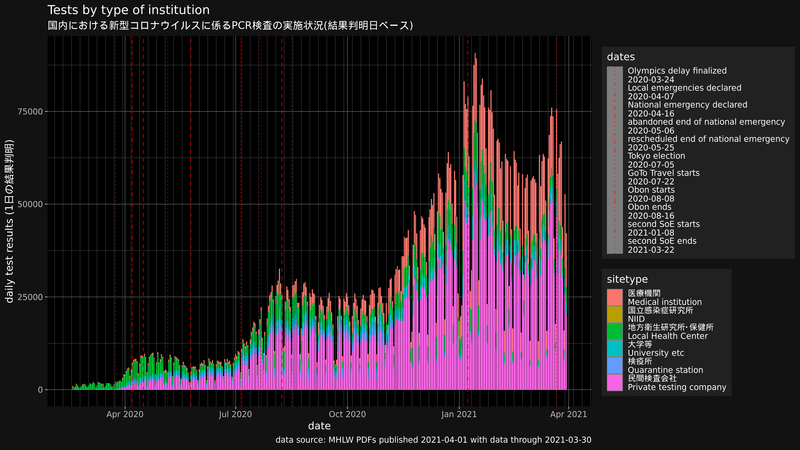 Tests by type of institution
国内における新型コロナウイルスに係るPCR検査の実施状況(結果判明日ベース)
daily test results (1日の結果判明)
75000
50000
25000
0
Apr 2020
Jul 2020
Oct 2020
Jan 2021
Apr 2021
date
data source: MHLW PDFs published 2021-04-01 with data through 2021-03-30
dates
Olympics delay finalized
2020-03-24
Local emergencies declared
2020-04-07
National emergency declared
2020-04-16
abandoned end of national emergency
2020-05-06
rescheduled end of national emergency
2020-05-25
Tokyo election
2020-07-05
GoTo Travel starts
2020-07-22
Obon starts
2020-08-08
Obon ends
2020-08-16
second SoE starts
2021-01-08
second SoE ends
2021-03-22
sitetype
医療機関
Medical institution
国立感染症研究所
NIID
地方衛生研究所･保健所
Local Health Center
大学等
University etc
検疫所
Quarantine station
民間検査会社
Private testing company